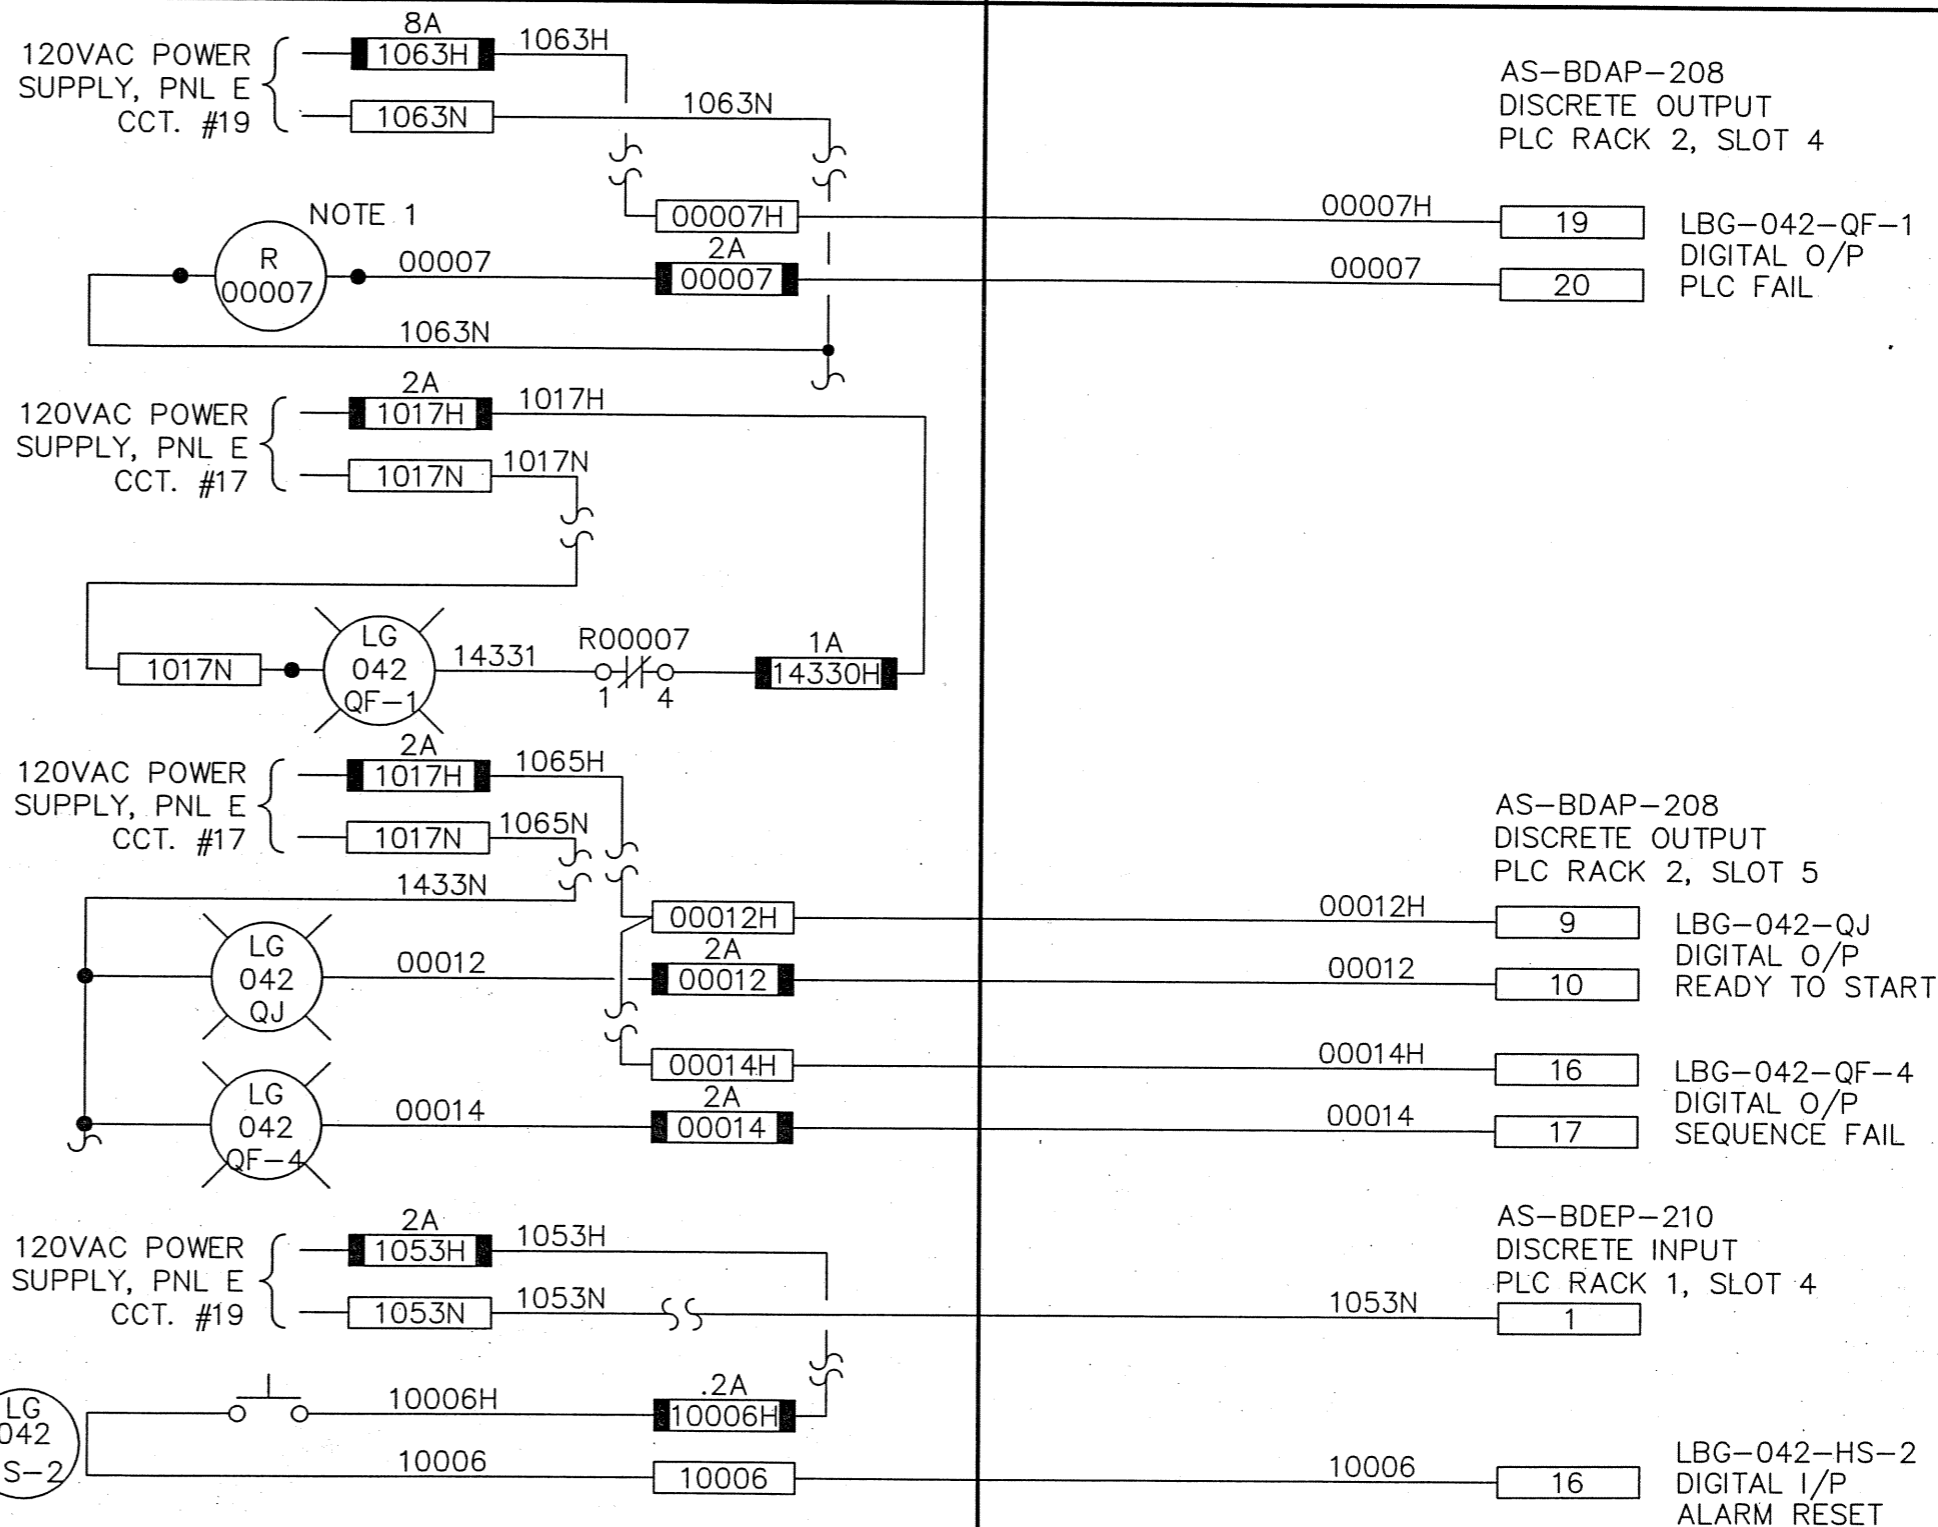 8A
120VAC POWER
SUPPLY, PNL E
CCT. #19
1063H
1063H
1063N
1063N
AS-BDAP-208
DISCRETE OUTPUT
PLC RACK 2, SLOT 4
NOTE 1
00007H
00007H
19
LBG-042-QF-1
DIGITAL O/P
PLC FAIL
R
00007
00007
2A
00007
00007
20
1063N
120VAC POWER
SUPPLY, PNL E
CCT. #17
2A
1017H
1017H
1017N
1017N
1017N
LG
042
QF-1
14331
R00007
1
4
1A
14330H
120VAC POWER
SUPPLY, PNL E
CCT. #17
2A
1017H
1065H
1017N
1065N
1433N
AS-BDAP-208
DISCRETE OUTPUT
PLC RACK 2, SLOT 5
00012H
00012H
9
LBG-042-QJ
DIGITAL O/P
READY TO START
LG
042
QJ
00012
2A
00012
00012
10
00014H
00014H
16
LBG-042-QF-4
DIGITAL O/P
SEQUENCE FAIL
LG
042
QF-4
00014
2A
00014
00014
17
120VAC POWER
SUPPLY, PNL E
CCT. #19
2A
1053H
1053H
1053N
1053N
AS-BDEP-210
DISCRETE INPUT
PLC RACK 1, SLOT 4
1053N
1
LG
042
S-2
10006H
.2A
10006H
10006
10006
10006
16
LBG-042-HS-2
DIGITAL I/P
ALARM RESET